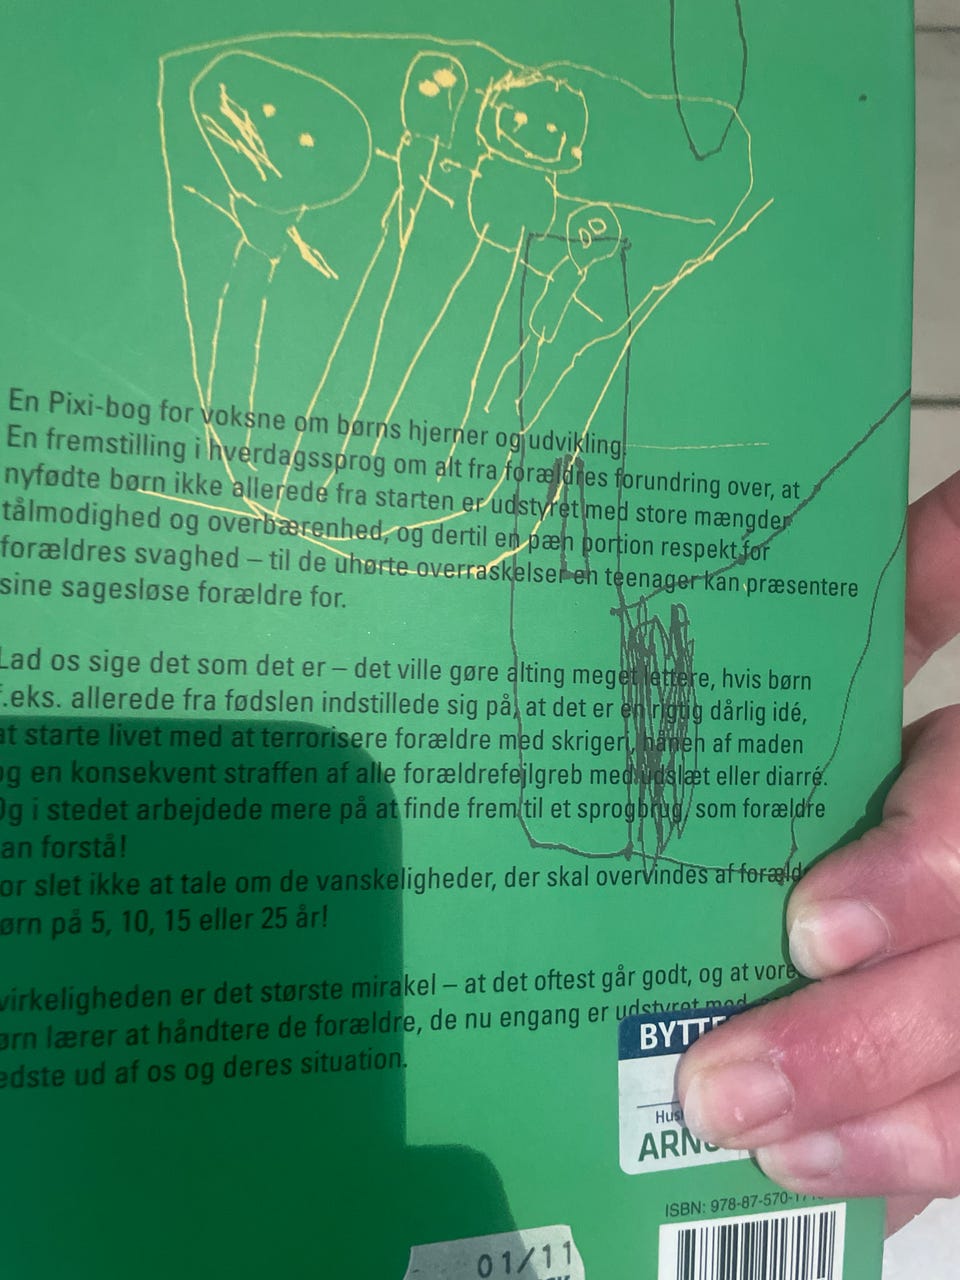 En Pixi-bog for voksne om børns hjerner og udvikling.
En fremstilling i hverdagssprog om alt fra forældres forundring over, at
nyfødte børn ikke allerede fra starten er udstyret med store mængder
tålmodighed og overbærenhed, og dertil en pæn portion respekt for
forældres svaghed – til de uhørte overraskelser en teenager kan præsentere
sine sagesløse forældre for.
Lad os sige det som det er – det ville gøre alting meget lettere, hvis børn
f.eks. allerede fra fødslen indstillede sig på, at det er en rigtig dårlig idé,
at starte livet med at terrorisere forældre med skrigeri, hånen af maden
og en konsekvent straffen af alle forældrefejlgreb med udslæt eller diarré.
Og i stedet arbejdede mere på at finde frem til et sprogbrug, som forældre
an forstå!
or slet ikke at tale om de vanskeligheder, der skal overvindes af foræld
ørn på 5, 10, 15 eller 25 år!
virkeligheden er det største mirakel – at det oftest går godt, og at vore
ørn lærer at håndtere de forældre, de nu engang er udstyret med
edste ud af os og deres situation.
BYTTE
Hus
ARNO
ISBN: 978-87-570-17
01/11